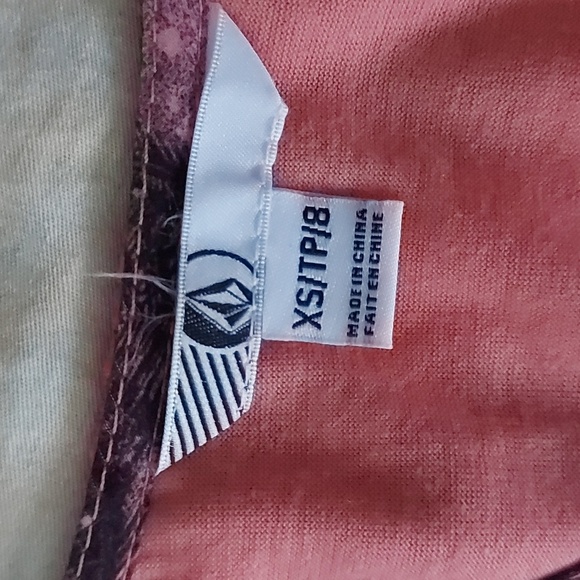 XS/TP/8
MADE IN CHINA
FAIT EN CHINE